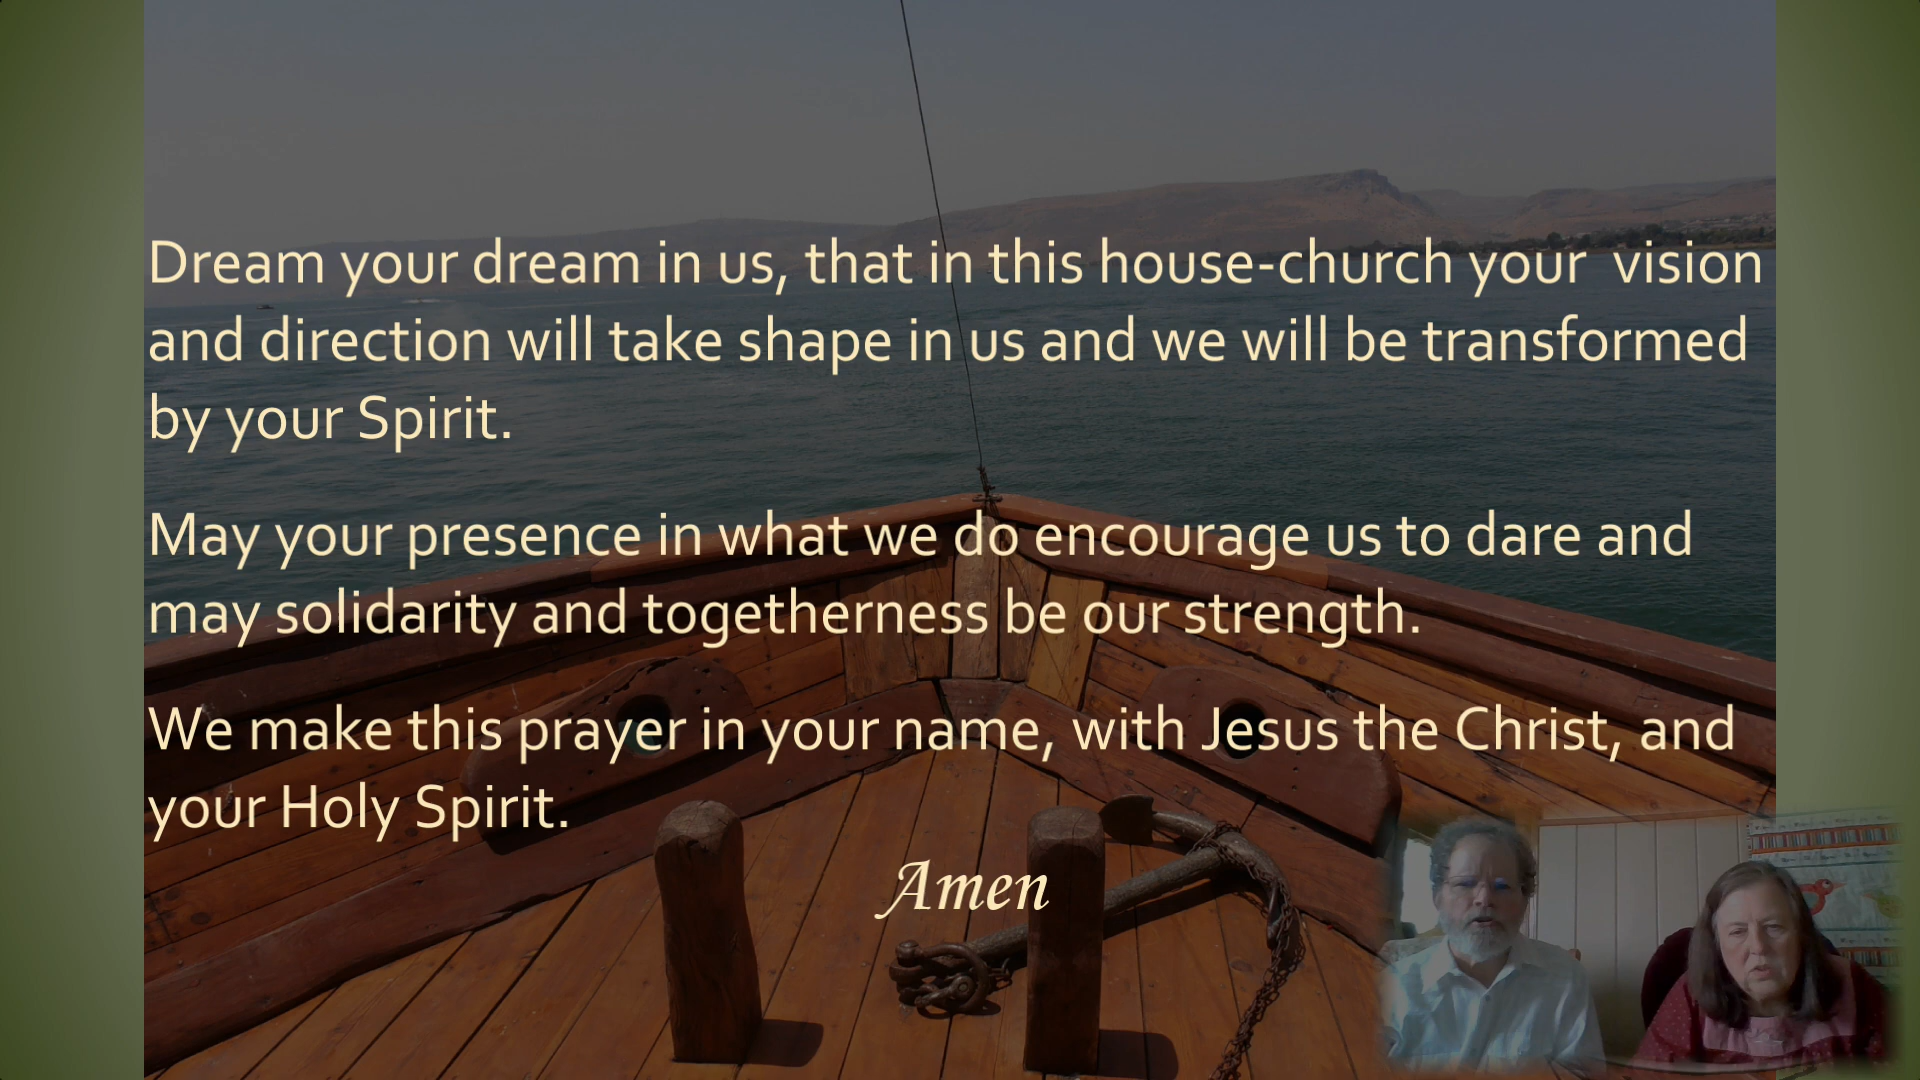 Dream your dream in us, that in this house-church your  vision
and direction will take shape in us and we will be transformed
by your Spirit.
May your presence in what we do encourage us to dare and
may solidarity and togetherness be our strength.
We make this prayer in your name, with Jesus the Christ, and
your Holy Spirit.
Amen